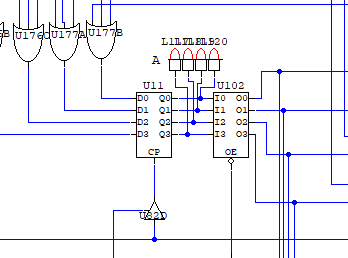 U176
U177A
U177B
A
U11
U102
D0 Q0
D1 Q1
D2 Q2
D3 Q3
CP
I0 O0
I1 O1
I2 O2
I3 O3
OE